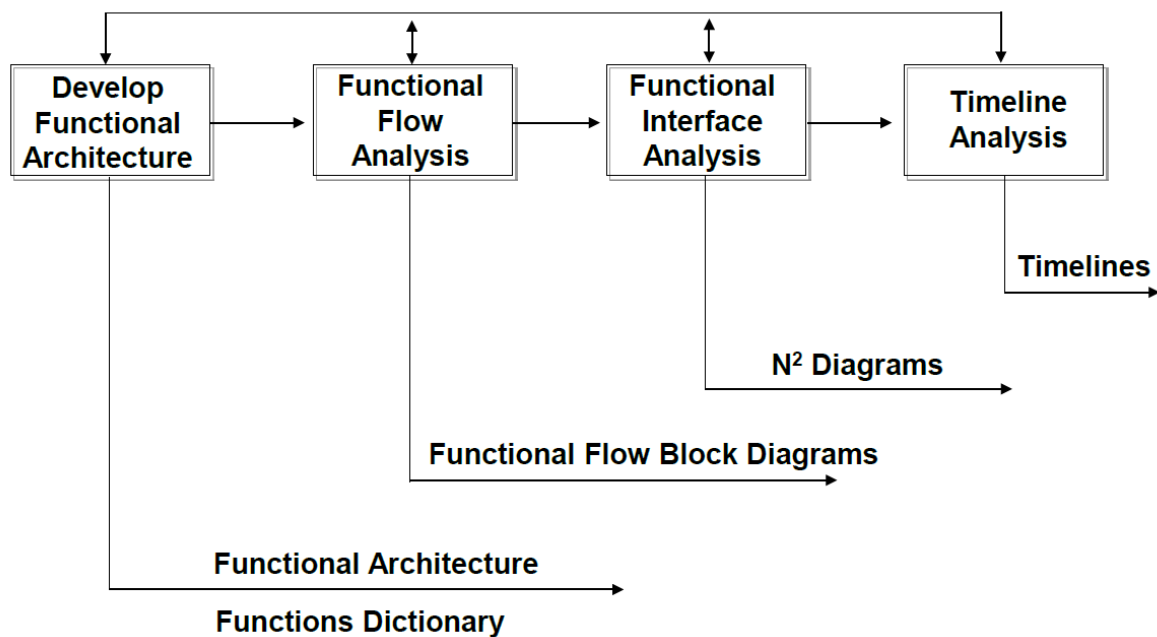 Develop
Functional
Architecture
Functional
Flow
Analysis
Functional
Interface
Analysis
Timeline
Analysis
Timelines
N² Diagrams
Functional Flow Block Diagrams
Functional Architecture
Functions Dictionary